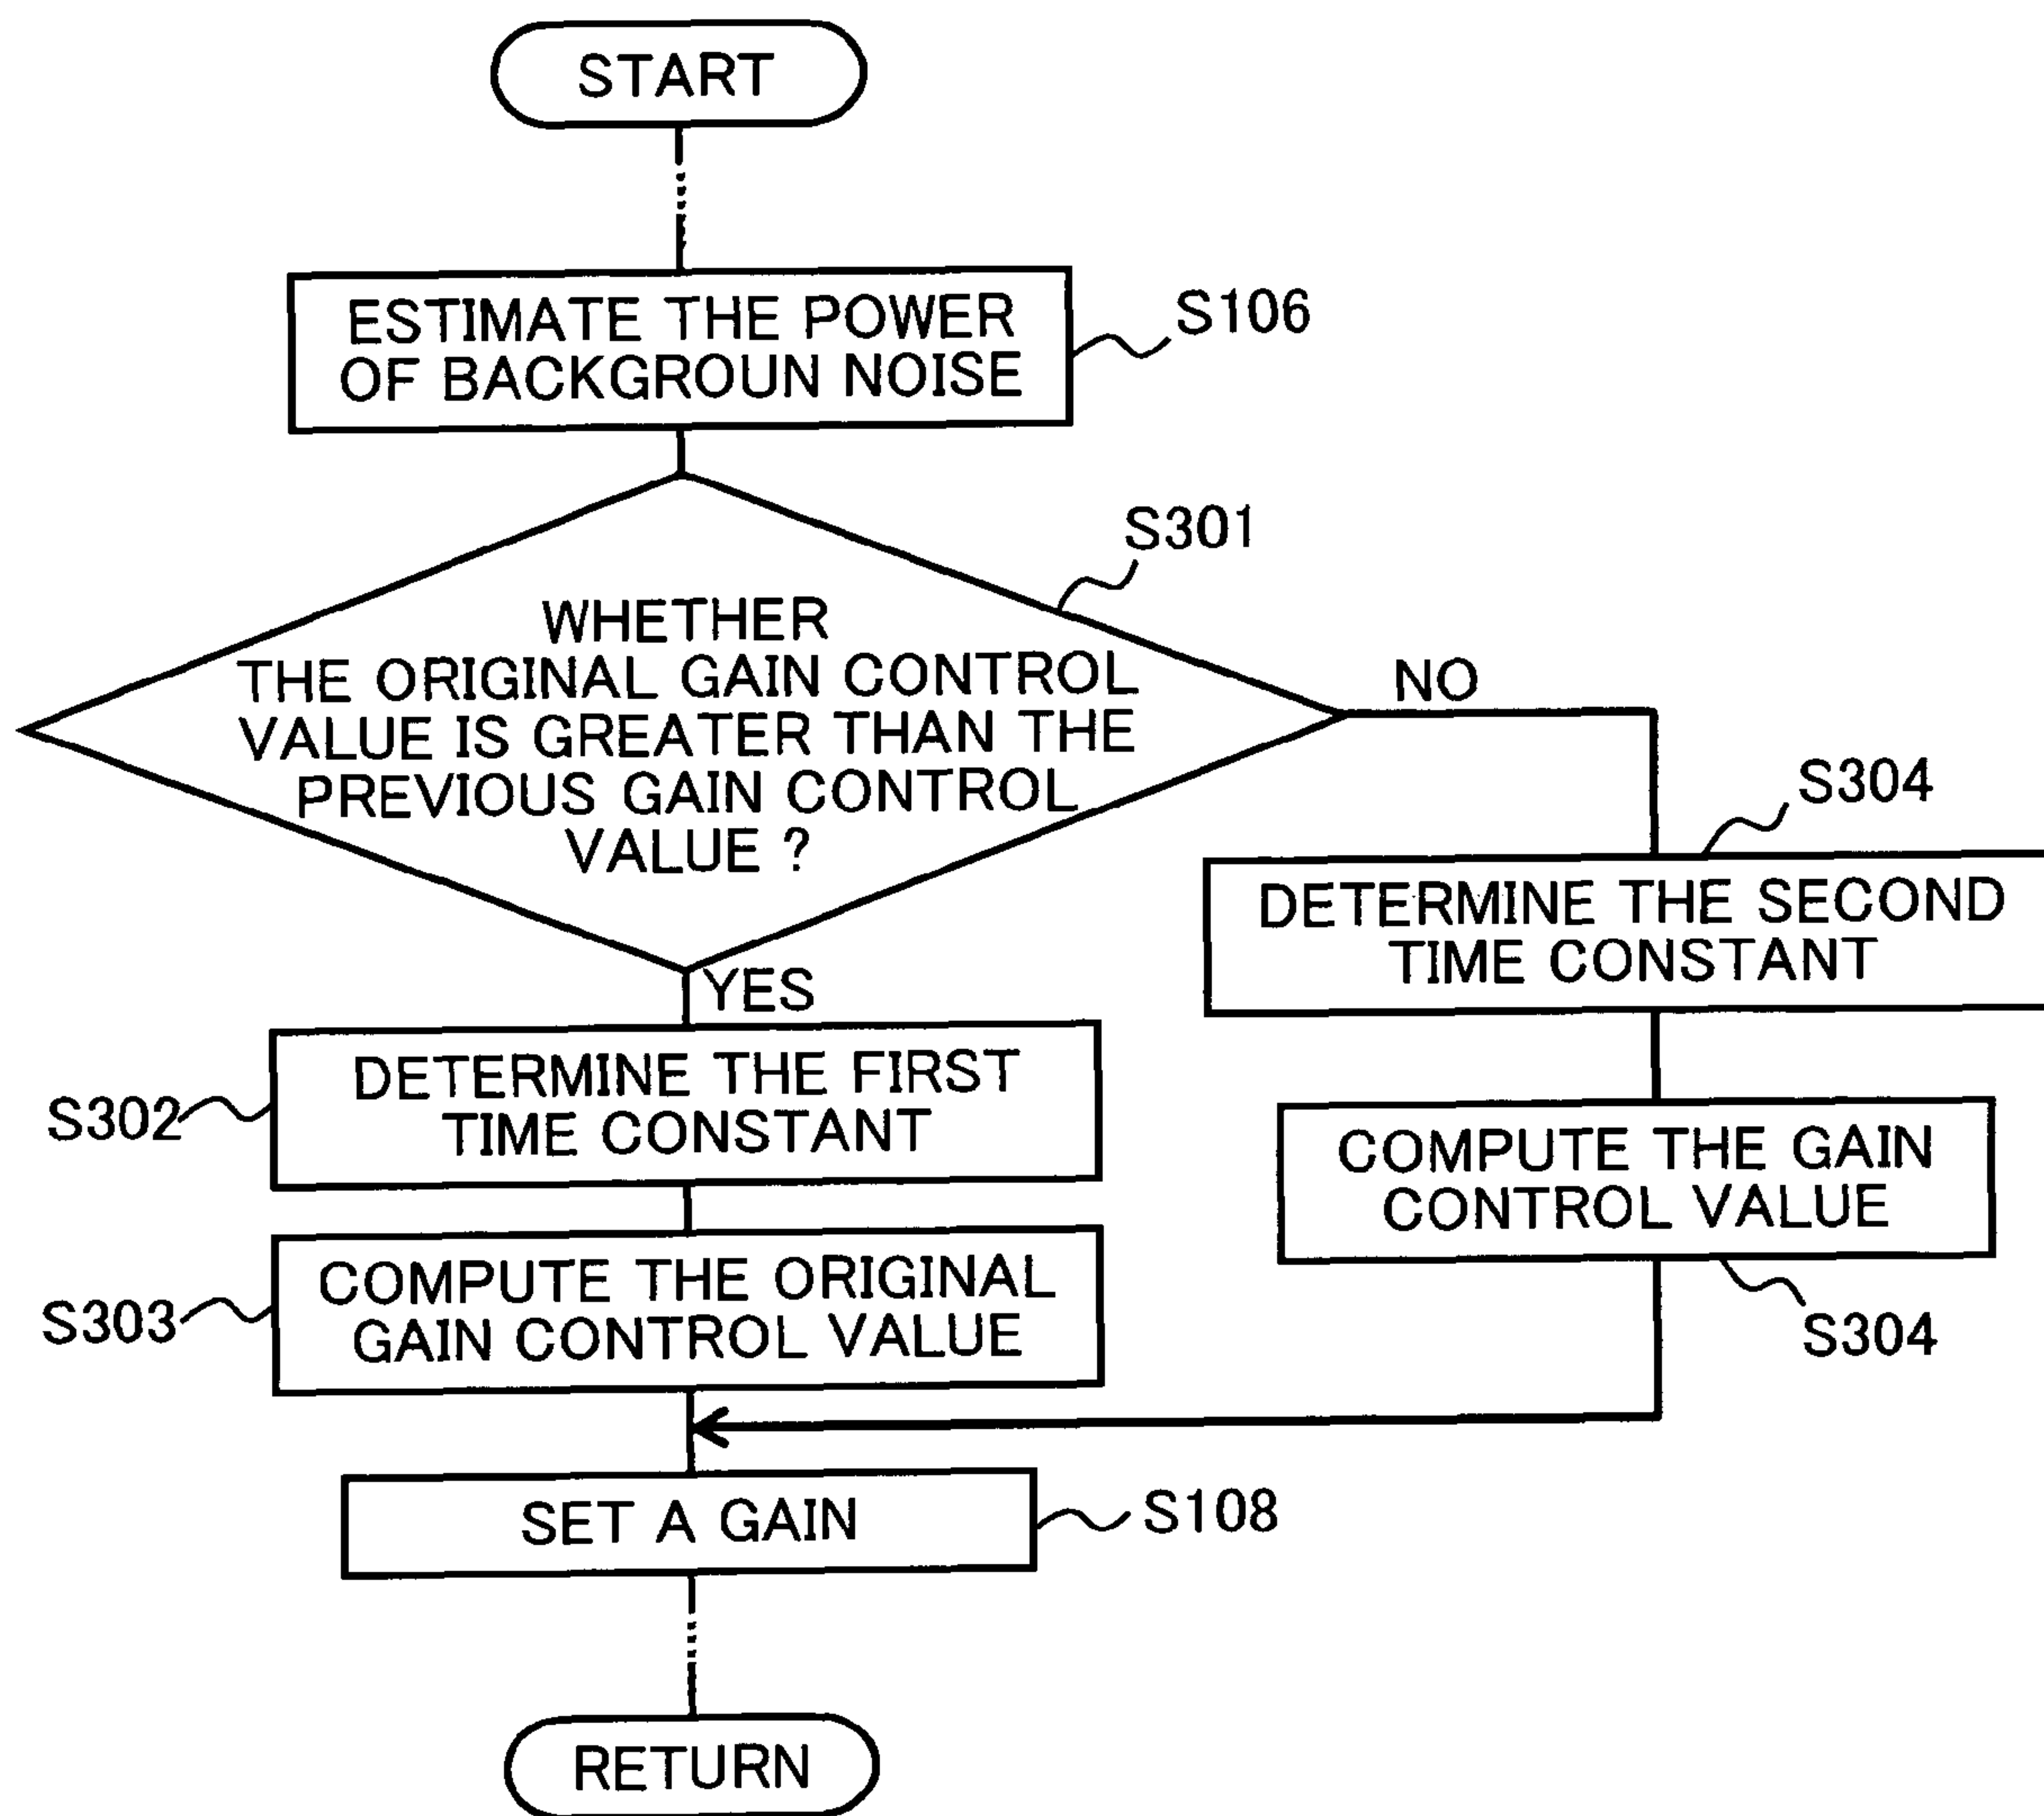 START
ESTIMATE THE POWER
OF BACKGROUN NOISE
S106
S301
WHETHER
THE ORIGINAL GAIN CONTROL
VALUE IS GREATER THAN THE
PREVIOUS GAIN CONTROL
VALUE ?
NO
YES
S304
DETERMINE THE SECOND
TIME CONSTANT
S302
DETERMINE THE FIRST
TIME CONSTANT
COMPUTE THE GAIN
CONTROL VALUE
S304
S303
COMPUTE THE ORIGINAL
GAIN CONTROL VALUE
SET A GAIN
S108
RETURN